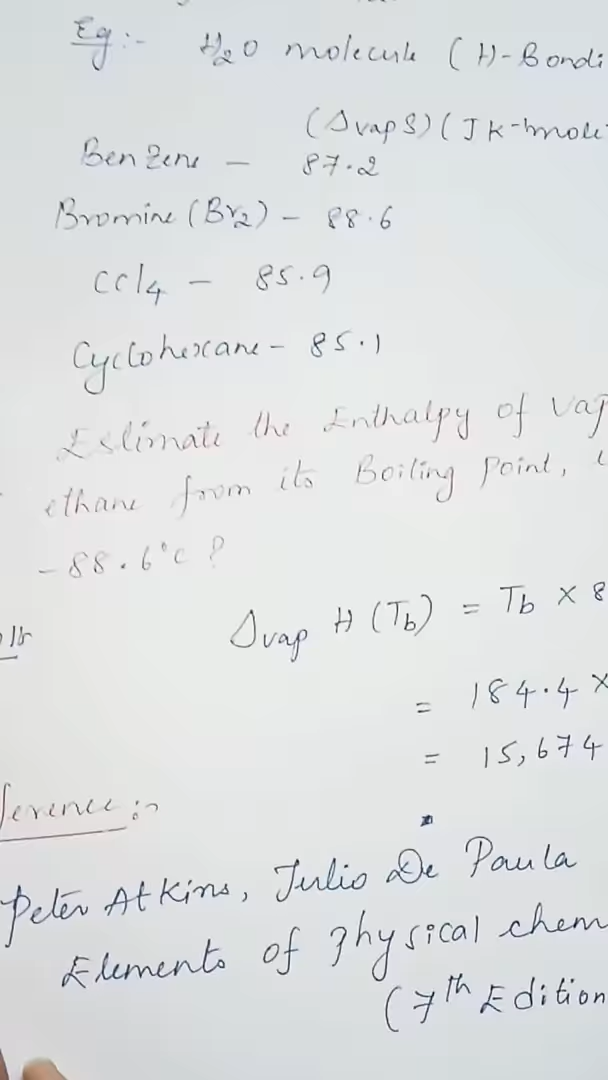 Eg:- H2O molecule (H-Bondi
(ΔvapS) (JK-1mole-
Benzene - 87.2
Bromine (Br2) - 88.6
CCl4 - 85.9
Cyclohexane - 85.1
Estimate the Enthalpy of Vap
ethane from its Boiling point,
-88.6°C ?
Δvap H (Tb) = Tb × 8
= 184.4 ×
= 15,674
ference :-
Peter Atkins, Julio De Paula
Elements of Physical chem
(7th Edition